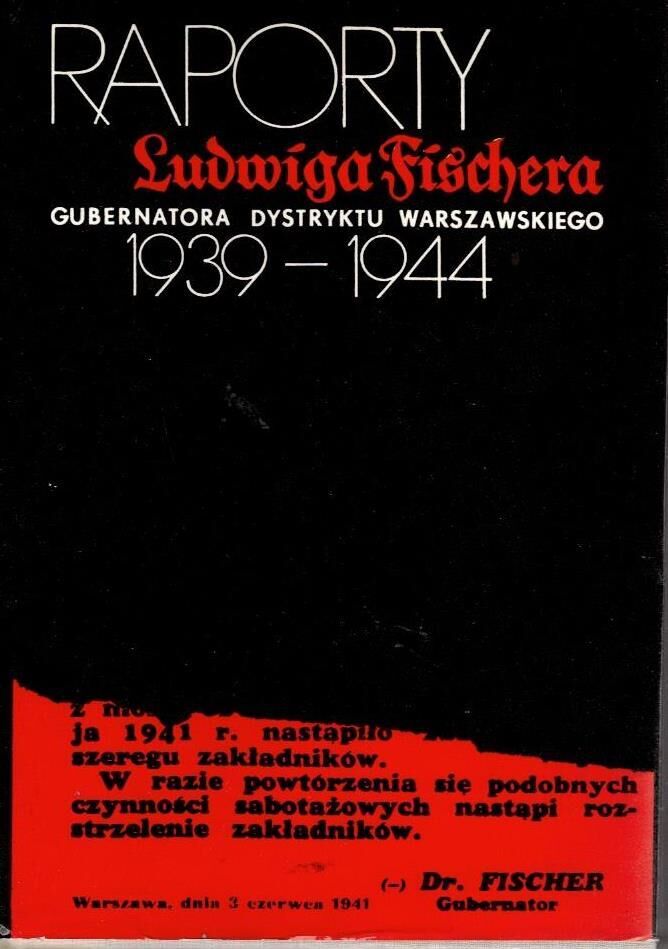 RAPORTY
Ludwiga Fischera
GUBERNATORA DYSTRYKTU WARSZAWSKIEGO
1939 – 1944
z
ja 1941 r. nastąpiło
szeregu zakładników.
W razie powtórzenia się podobnych
czynności sabotażowych nastąpi roz-
strzelenie zakładników.
(–) Dr. FISCHER
Warszawa, dnia 3 czerwca 1941 Gubernator